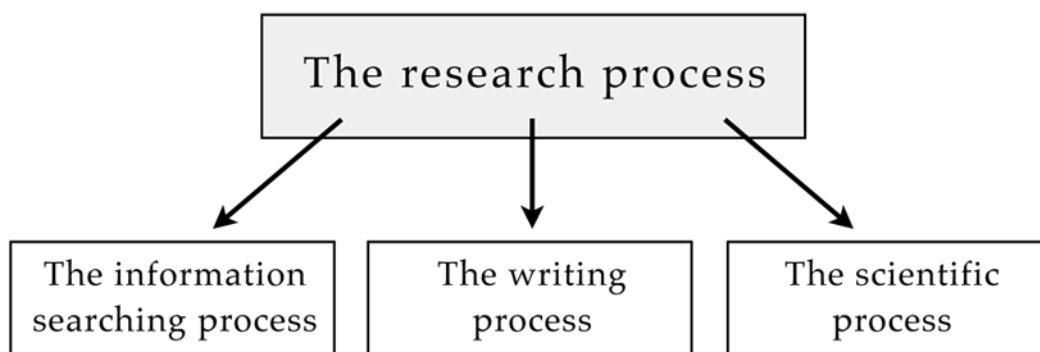 The research process
The information
searching process
The writing
process
The scientific
process